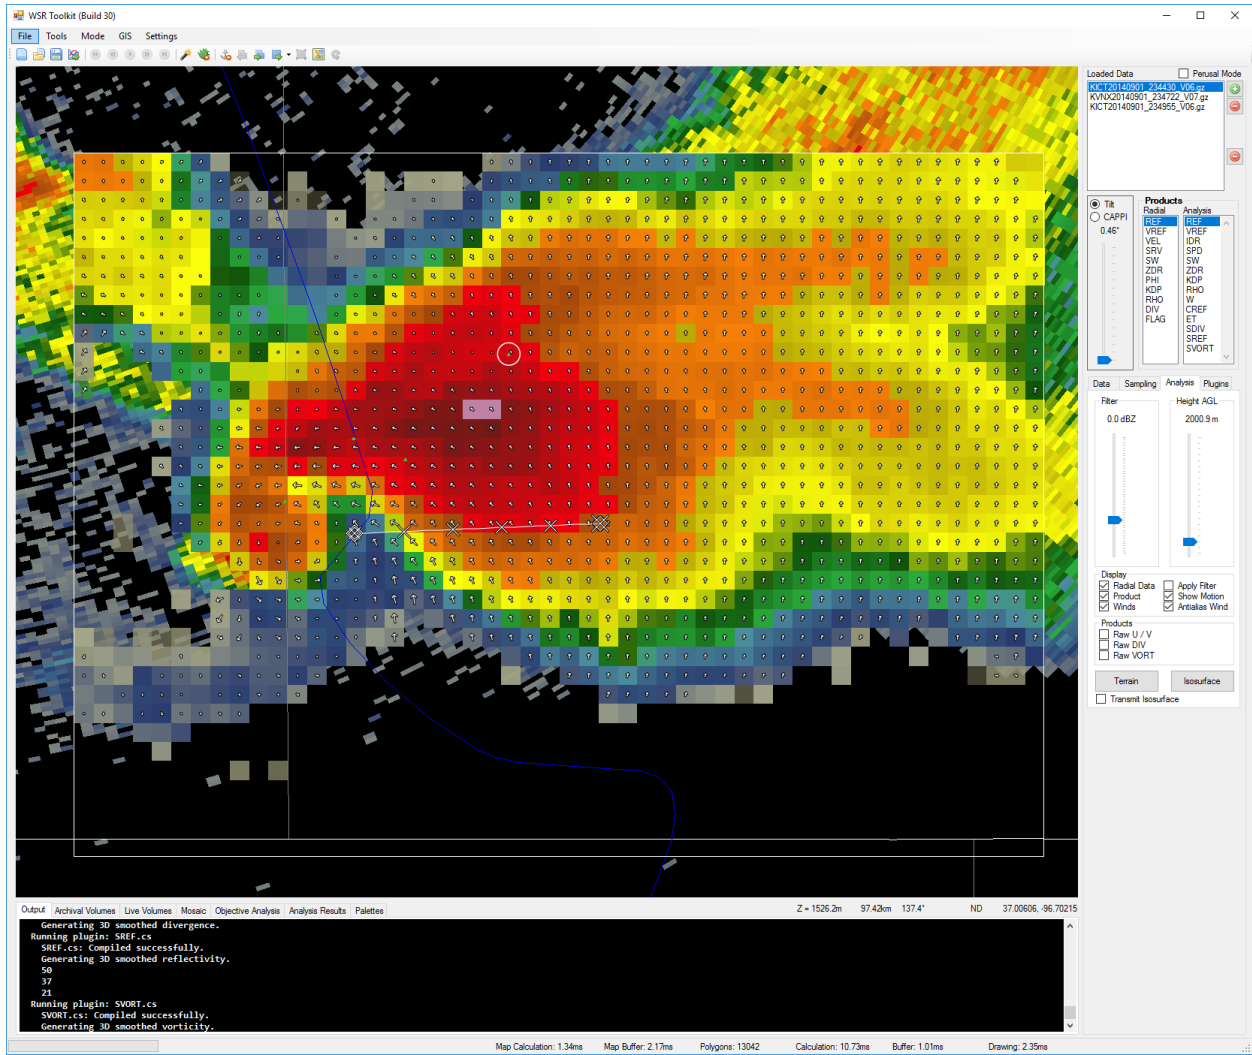 WSR Toolkit (Build 30)
File Tools Mode GIS Settings
Loaded Data Perusal Mode
KICT20140901_234430_V06.gz
KVNX20140901_234722_V07.gz
KICT20140901_234955_V06.gz
Tilt
CAPPI
0.46°
Products
Radial Analysis
REF REF
VREF VREF
VEL IDR
SRV SPD
SW SW
ZDR ZDR
PHI KDP
KDP RHO
RHO W
DIV CREF
FLAG ET
SDIV
SREF
SVORT
Data Sampling Analysis Plugins
Filter Height AGL
0.0 dBZ 2000.9 m
Display
Radial Data Apply Filter
Product Show Motion
Winds Antialias Wind
Products
Raw U / V
Raw DIV
Raw VORT
Terrain Isosurface
Transmit Isosurface
Output Archival Volumes Live Volumes Mosaic Objective Analysis Analysis Results Palettes
Z = 1526.2m 97.42km 137.4° ND 37.00606, -96.70215
Generating 3D smoothed divergence.
Running plugin: SREF.cs
SREF.cs: Compiled successfully.
Generating 3D smoothed reflectivity.
50
37
21
Running plugin: SVORT.cs
SVORT.cs: Compiled successfully.
Generating 3D smoothed vorticity.
Map Calculation: 1.34ms Map Buffer: 2.17ms Polygons: 13042 Calculation: 10.73ms Buffer: 1.01ms Drawing: 2.35ms